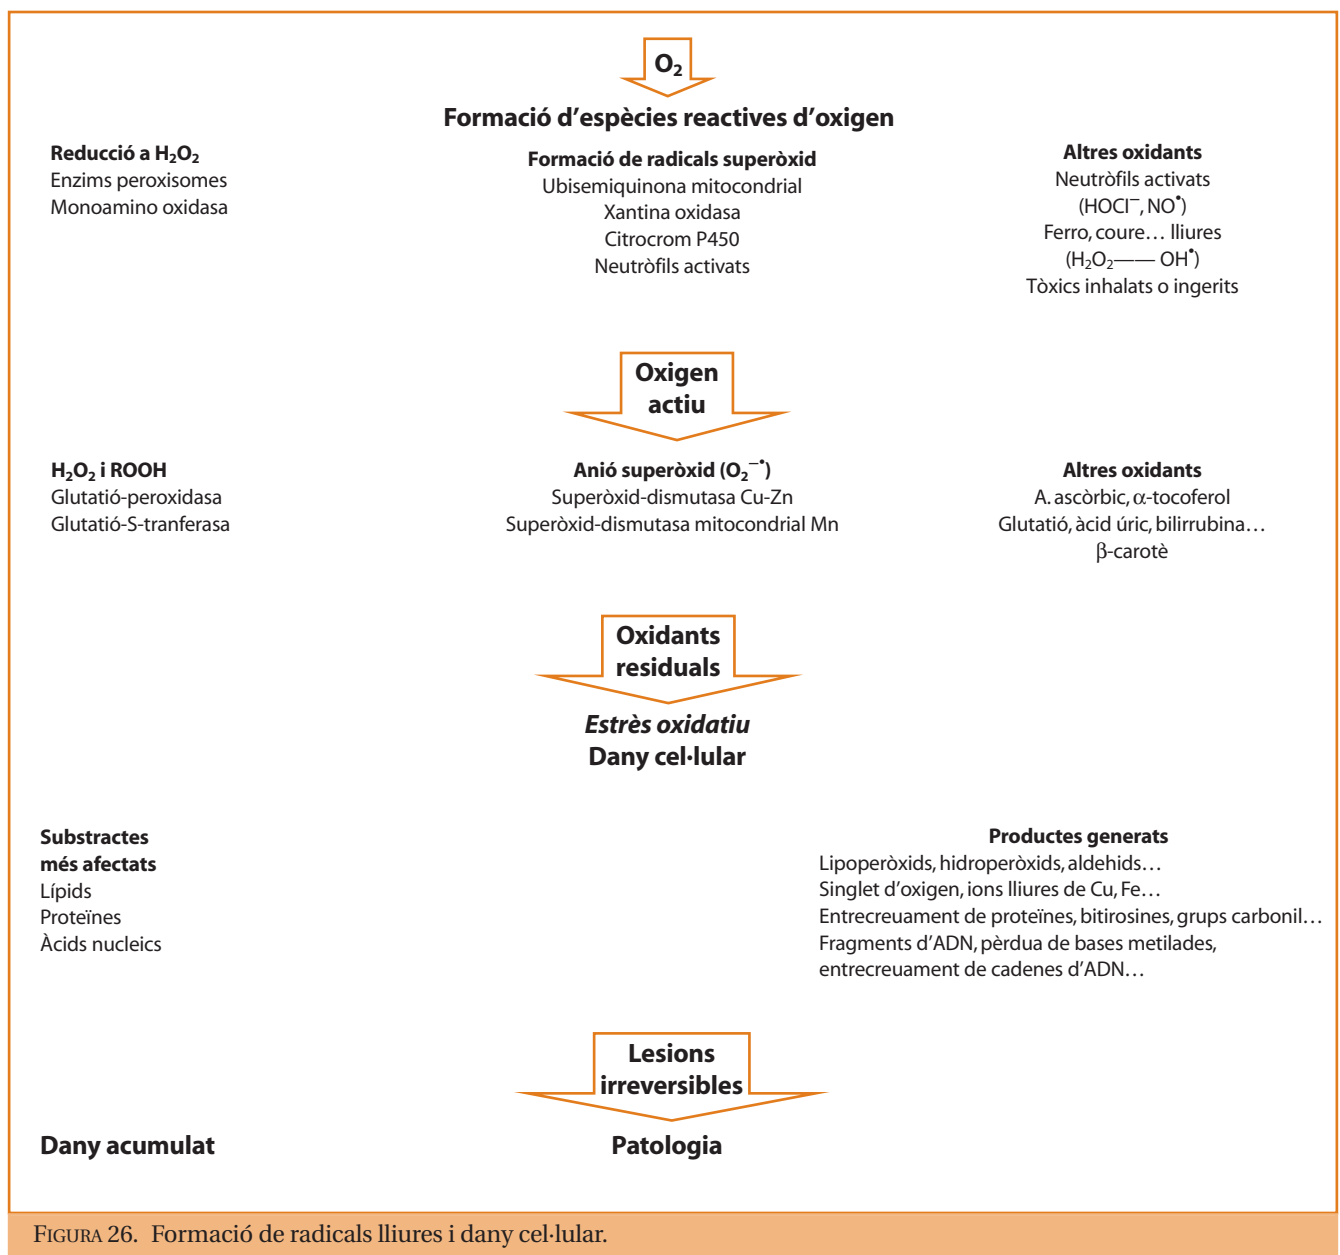 O₂
Formació d’espècies reactives d’oxigen
Reducció a H₂O₂
Enzims peroxisomes
Monoamino oxidasa
Formació de radicals superòxid
Ubisemiquinona mitocondrial
Xantina oxidasa
Citrocrom P450
Neutròfils activats
Altres oxidants
Neutròfils activats
(HOCl⁻, NO•)
Ferro, coure… lliures
(H₂O₂—— OH•)
Tòxics inhalats o ingerits
Oxigen
actiu
H₂O₂ i ROOH
Glutatió-peroxidasa
Glutatió-S-tranferasa
Anió superòxid (O₂⁻•)
Superòxid-dismutasa Cu-Zn
Superòxid-dismutasa mitocondrial Mn
Altres oxidants
A. ascòrbic, α-tocoferol
Glutatió, àcid úric, bilirrubina…
β-carotè
Oxidants
residuals
Estrès oxidatiu
Dany cel·lular
Substractes
més afectats
Lípids
Proteïnes
Àcids nucleics
Productes generats
Lipoperòxids, hidroperòxids, aldehids…
Singlet d’oxigen, ions lliures de Cu, Fe…
Entrecreuament de proteïnes, bitirosines, grups carbonil…
Fragments d’ADN, pèrdua de bases metilades,
entrecreuament de cadenes d’ADN…
Lesions
irreversibles
Dany acumulat
Patologia
FIGURA 26. Formació de radicals lliures i dany cel·lular.